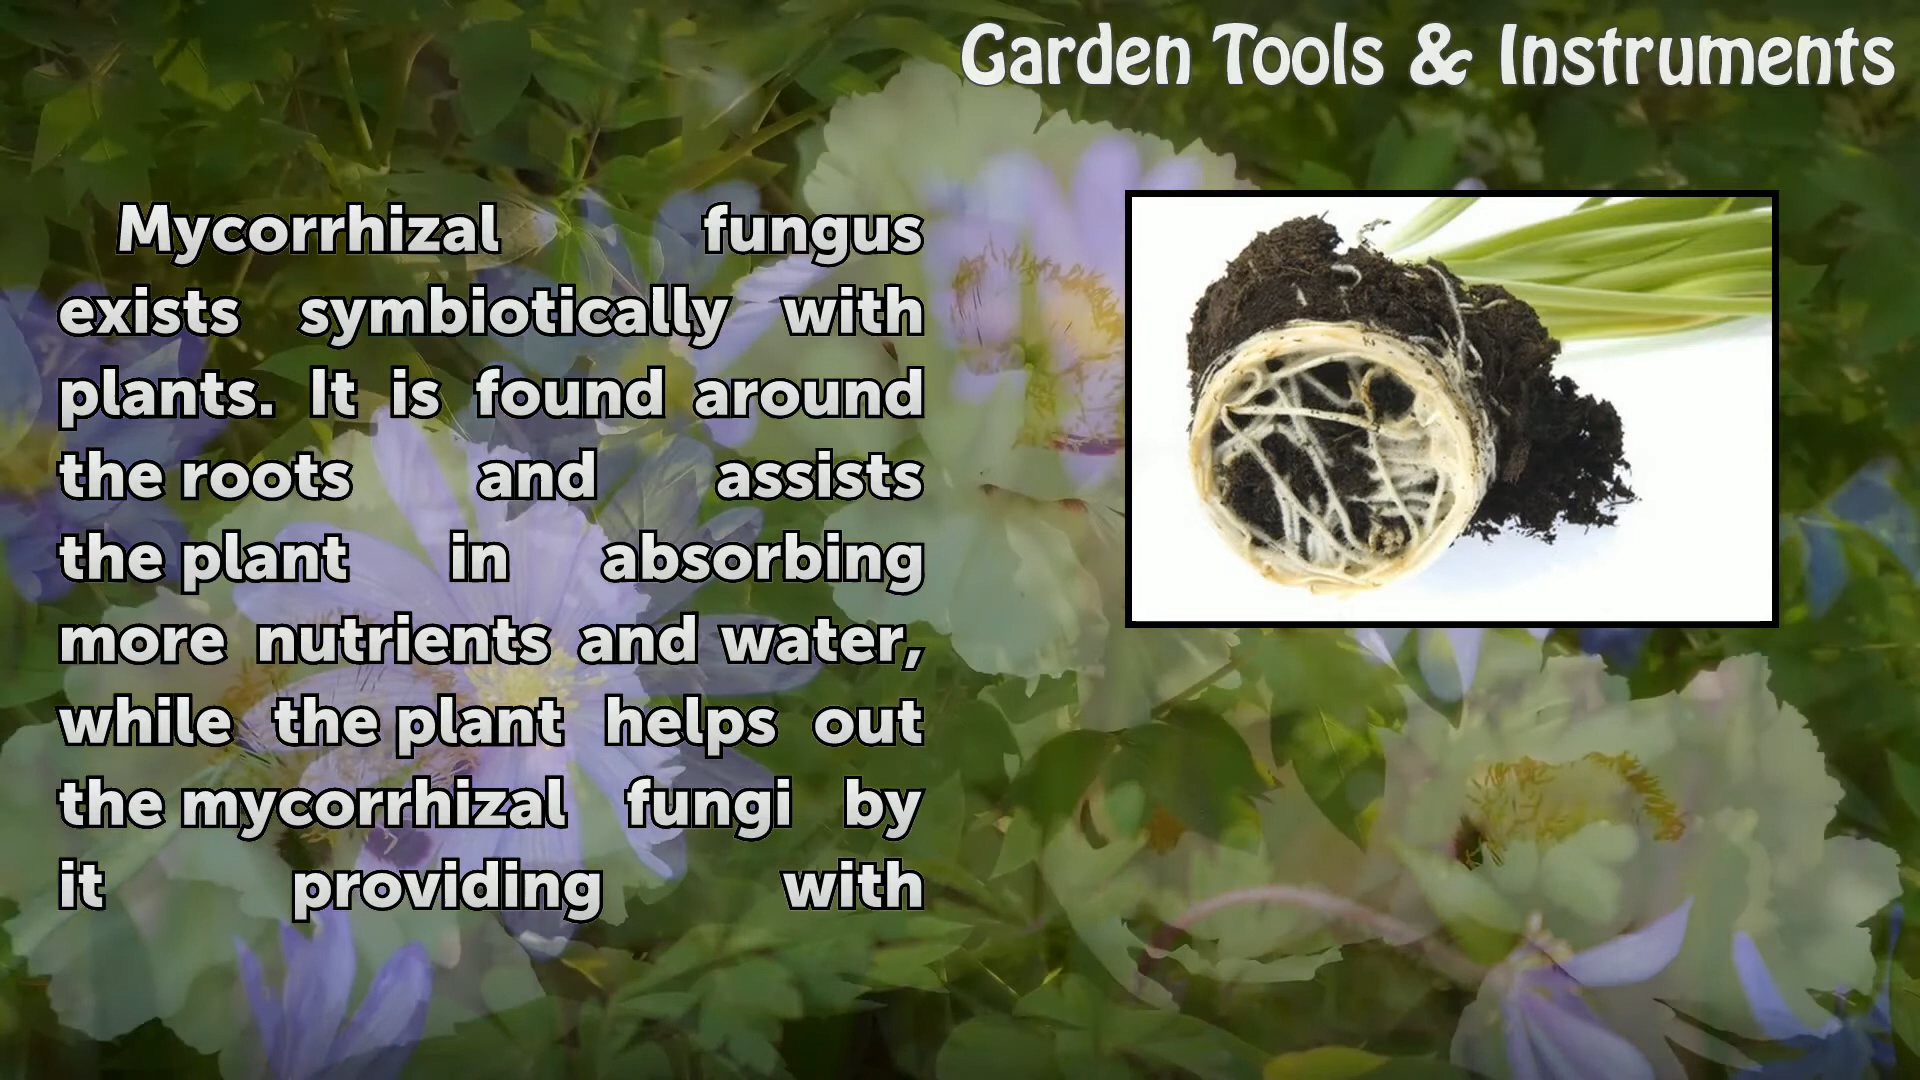 Garden Tools & Instruments
Mycorrhizal fungus
exists symbiotically with
plants. It is found around
the roots and assists
the plant in absorbing
more nutrients and water,
while the plant helps out
the mycorrhizal fungi by
it providing with